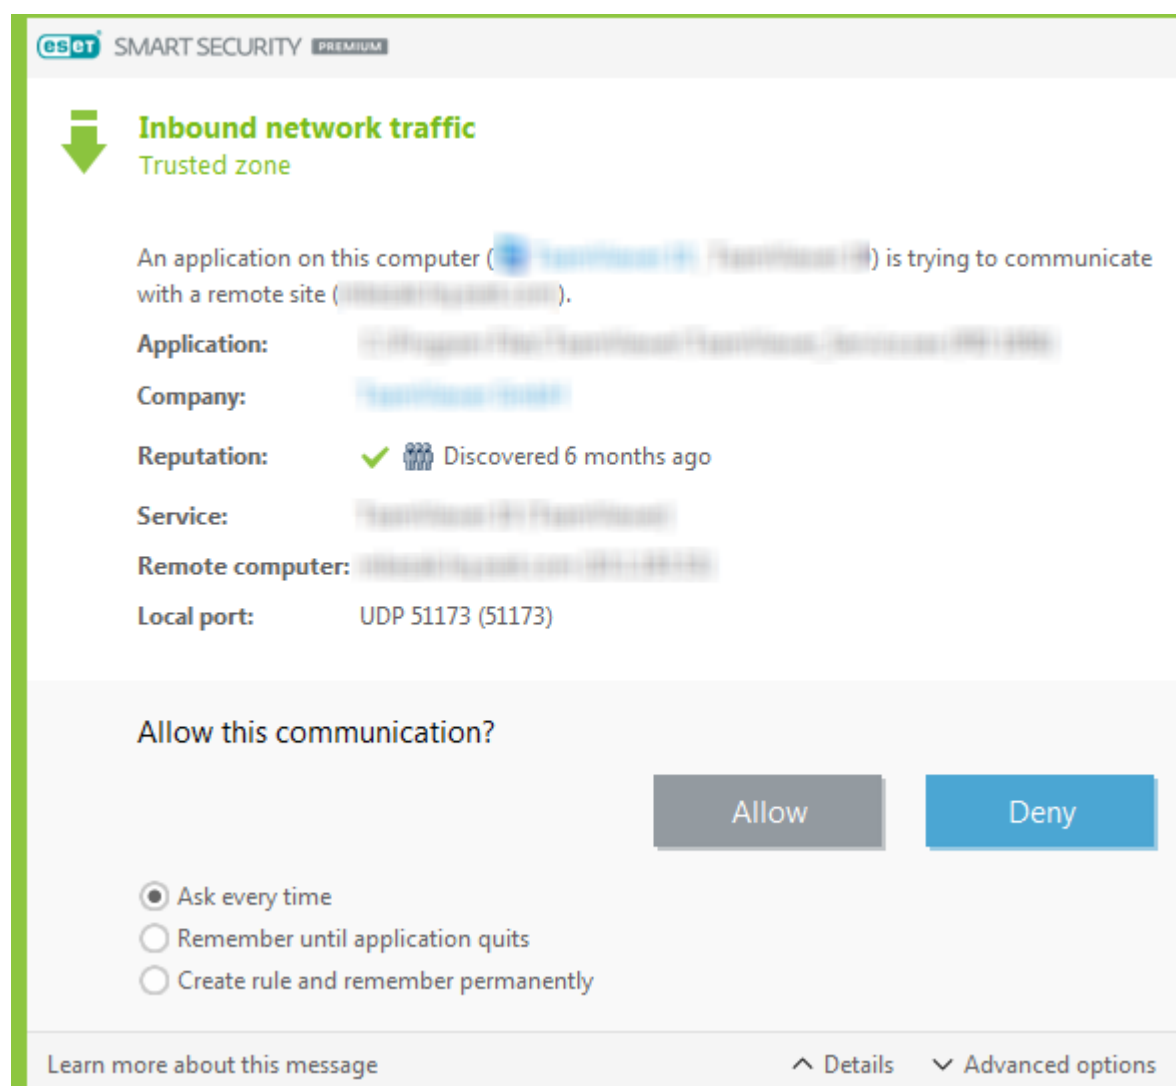 eset SMART SECURITY PREMIUM
Inbound network traffic
Trusted zone
An application on this computer ( ) is trying to communicate
with a remote site ( ).
Application:
Company:
Reputation: Discovered 6 months ago
Service:
Remote computer:
Local port: UDP 51173 (51173)
Allow this communication?
Allow Deny
Ask every time
Remember until application quits
Create rule and remember permanently
Learn more about this message Details Advanced options